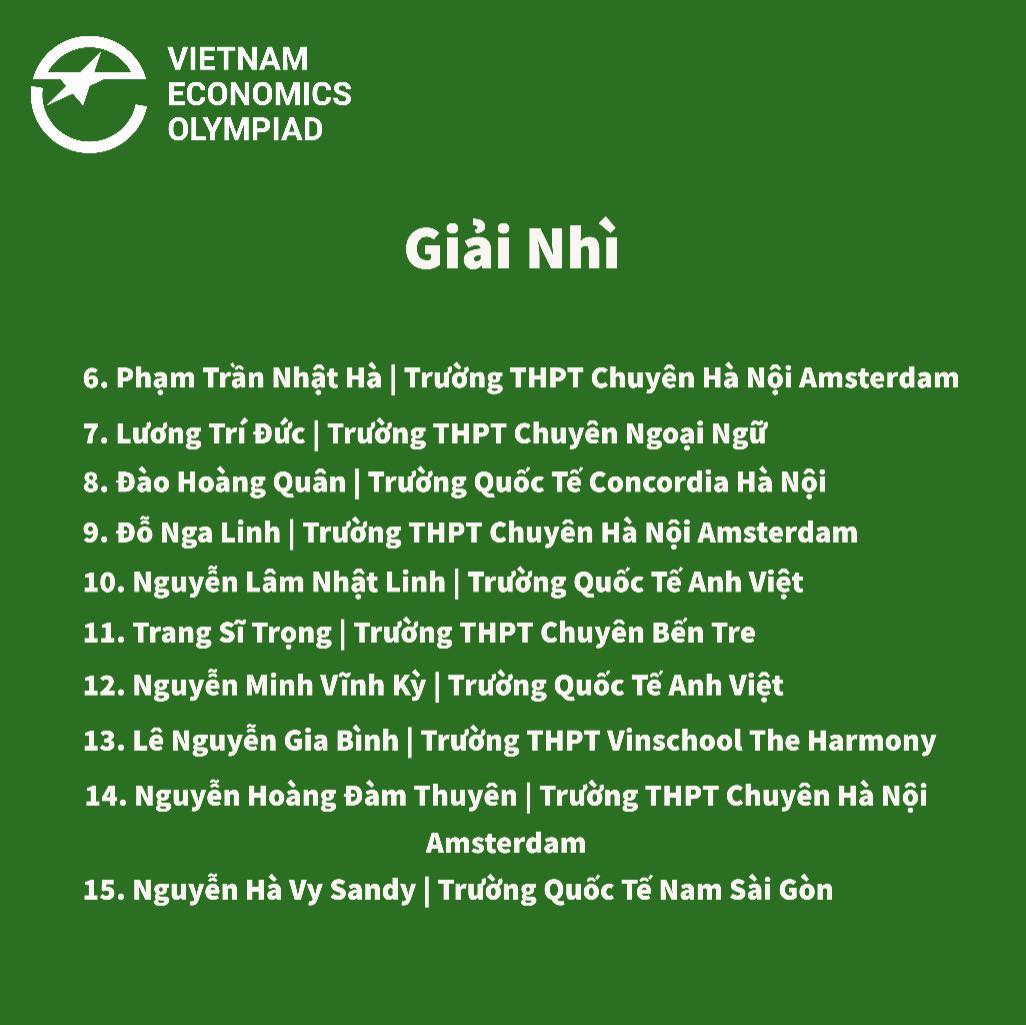 VIETNAM
ECONOMICS
OLYMPIAD
Giải Nhì
6. Phạm Trần Nhật Hà | Trường THPT Chuyên Hà Nội Amsterdam
7. Lương Trí Đức | Trường THPT Chuyên Ngoại Ngữ
8. Đào Hoàng Quân | Trường Quốc Tế Concordia Hà Nội
9. Đỗ Nga Linh | Trường THPT Chuyên Hà Nội Amsterdam
10. Nguyễn Lâm Nhật Linh | Trường Quốc Tế Anh Việt
11. Trang Sĩ Trọng | Trường THPT Chuyên Bến Tre
12. Nguyễn Minh Vĩnh Kỳ | Trường Quốc Tế Anh Việt
13. Lê Nguyễn Gia Bình | Trường THPT Vinschool The Harmony
14. Nguyễn Hoàng Đàm Thuyên | Trường THPT Chuyên Hà Nội
Amsterdam
15. Nguyễn Hà Vy Sandy | Trường Quốc Tế Nam Sài Gòn